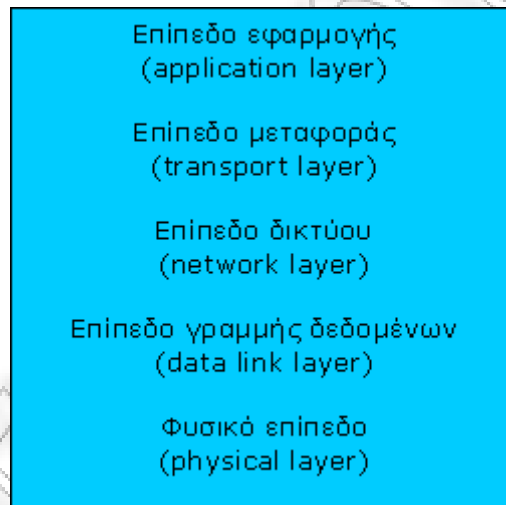 Επίπεδο εφαρμογής
(application layer)
Επίπεδο μεταφοράς
(transport layer)
Επίπεδο δικτύου
(network layer)
Επίπεδο γραμμής δεδομένων
(data link layer)
Φυσικό επίπεδο
(physical layer)